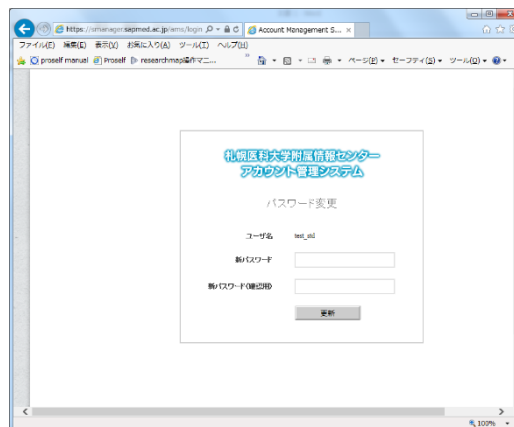 https://smanager.sapmed.ac.jp/iams/login
Account Management S... ×
ファイル(F) 編集(E) 表示(V) お気に入り(A) ツール(T) ヘルプ(H)
proself manual Proself researchmap操作マニ... » ページ(P) セーフティ(S) ツール(O)
札幌医科大学附属情報センター
アカウント管理システム
パスワード変更
ユーザ名 test_std
新パスワード
新パスワード(確認用)
更新
100%